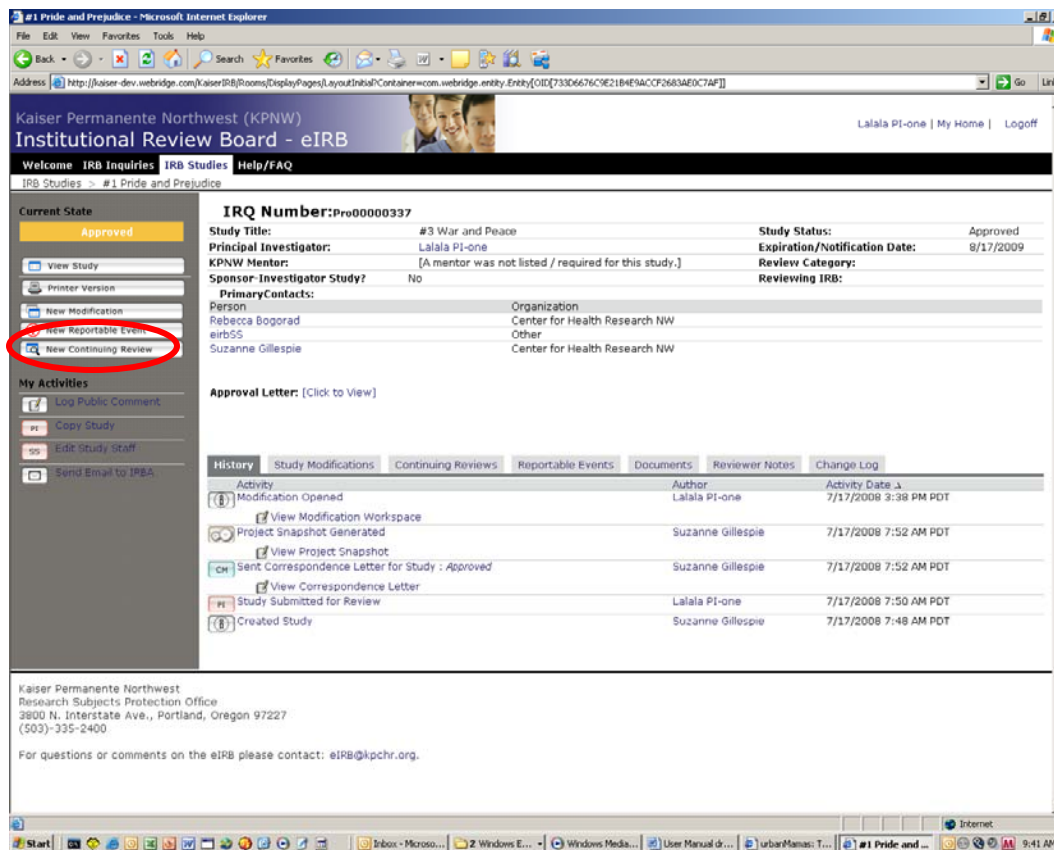 #1 Pride and Prejudice - Microsoft Internet Explorer
File Edit View Favorites Tools Help
Back Search Favorites
Address http://kaiser-dev.webridge.com/KaiserIRB/Rooms/DisplayPages/LayoutInitial?Container=com.webridge.entity.Entity[OID[733D6676C9E21B4E9ACCF2683AE0C7AF]] Go
Kaiser Permanente Northwest (KPNW)
Institutional Review Board - eIRB
Lalala PI-one | My Home | Logoff
Welcome IRB Inquiries IRB Studies Help/FAQ
IRB Studies > #1 Pride and Prejudice
Current State
Approved
View Study
Printer Version
New Modification
New Reportable Event
New Continuing Review
My Activities
Log Public Comment
PI Copy Study
SS Edit Study Staff
Send Email to IRBA
IRQ Number:Pro00000337
Study Title: #3 War and Peace Study Status: Approved
Principal Investigator: Lalala PI-one Expiration/Notification Date: 8/17/2009
KPNW Mentor: [A mentor was not listed / required for this study.] Review Category:
Sponsor-Investigator Study? No Reviewing IRB:
PrimaryContacts:
Person Organization
Rebecca Bogorad Center for Health Research NW
eirbSS Other
Suzanne Gillespie Center for Health Research NW
Approval Letter: [Click to View]
History Study Modifications Continuing Reviews Reportable Events Documents Reviewer Notes Change Log
Activity Author Activity Date
Modification Opened Lalala PI-one 7/17/2008 3:38 PM PDT
View Modification Workspace
Project Snapshot Generated Suzanne Gillespie 7/17/2008 7:52 AM PDT
View Project Snapshot
CM Sent Correspondence Letter for Study : Approved Suzanne Gillespie 7/17/2008 7:52 AM PDT
View Correspondence Letter
PI Study Submitted for Review Lalala PI-one 7/17/2008 7:50 AM PDT
Created Study Suzanne Gillespie 7/17/2008 7:48 AM PDT
Kaiser Permanente Northwest
Research Subjects Protection Office
3800 N. Interstate Ave., Portland, Oregon 97227
(503)-335-2400
For questions or comments on the eIRB please contact: eIRB@kpchr.org.
Internet
Start Inbox - Microso... 2 Windows E... Windows Media... User Manual dr... urbanMamas: T... #1 Pride and ... 9:41 AM